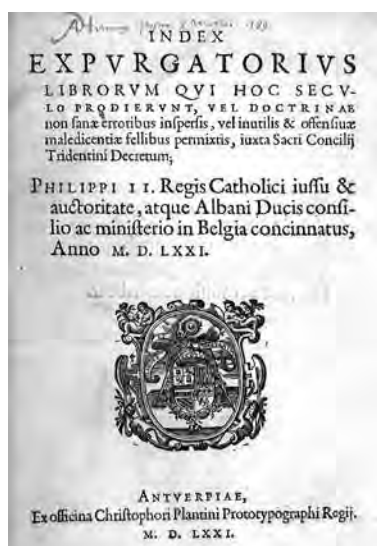 INDEX
EXPVRGATORIVS
LIBRORVM QVI HOC SECV-
LO PRODIERVNT, VEL DOCTRINAE
non ſanæ erroribus inſperſis, vel inutilis & offenſiuæ
maledicentiæ fellibus permixtis, iuxta Sacri Concilij
Tridentini Decretum;
PHILIPPI II. Regis Catholici iuſſu &
auctoritate, atque Albani Ducis conſi-
lio ac miniſterio in Belgia concinnatus,
Anno M. D. LXXI.
ANTVERPIAE,
Ex officina Chriſtophori Plantini Prototypographi Regij.
M. D. LXXI.